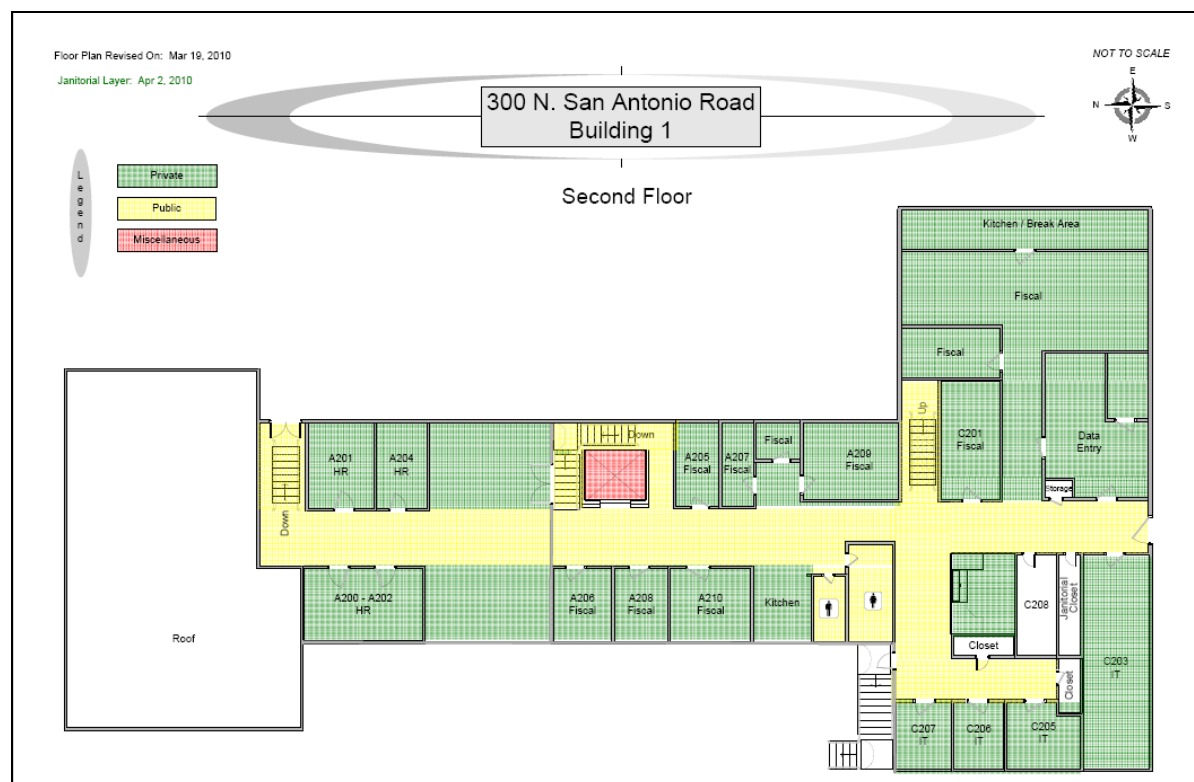 Floor Plan Revised On: Mar 19, 2010
Janitorial Layer: Apr 2, 2010
NOT TO SCALE
E
N
S
W
300 N. San Antonio Road
Building 1
Second Floor
Legend
Private
Public
Miscellaneous
Kitchen / Break Area
Fiscal
Fiscal
Up
C201
Fiscal
Data
Entry
Storage
Down
A201
HR
A204
HR
Down
A205
Fiscal
A207
Fiscal
Fiscal
A209
Fiscal
A200 - A202
HR
A206
Fiscal
A208
Fiscal
A210
Fiscal
Kitchen
C208
Janitorial
Closet
Closet
Closet
C203
IT
C207
IT
C206
IT
C205
IT
Roof